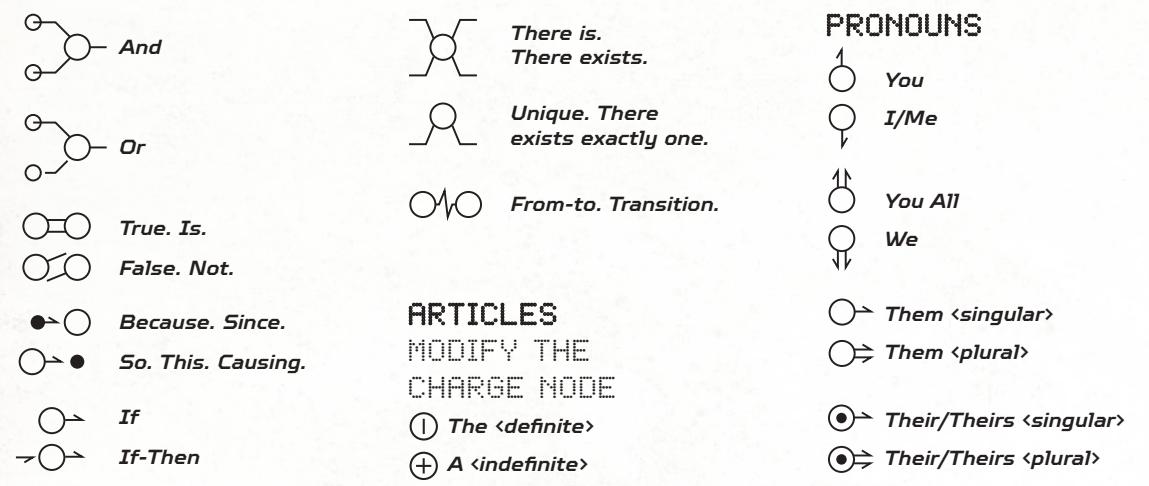 And
Or
True. Is.
False. Not.
Because. Since.
So. This. Causing.
If
If-Then
There is.
There exists.
Unique. There
exists exactly one.
From-to. Transition.
ARTICLES
MODIFY THE
CHARGE NODE
The <definite>
A <indefinite>
PRONOUNS
You
I/Me
You All
We
Them <singular>
Them <plural>
Their/Theirs <singular>
Their/Theirs <plural>